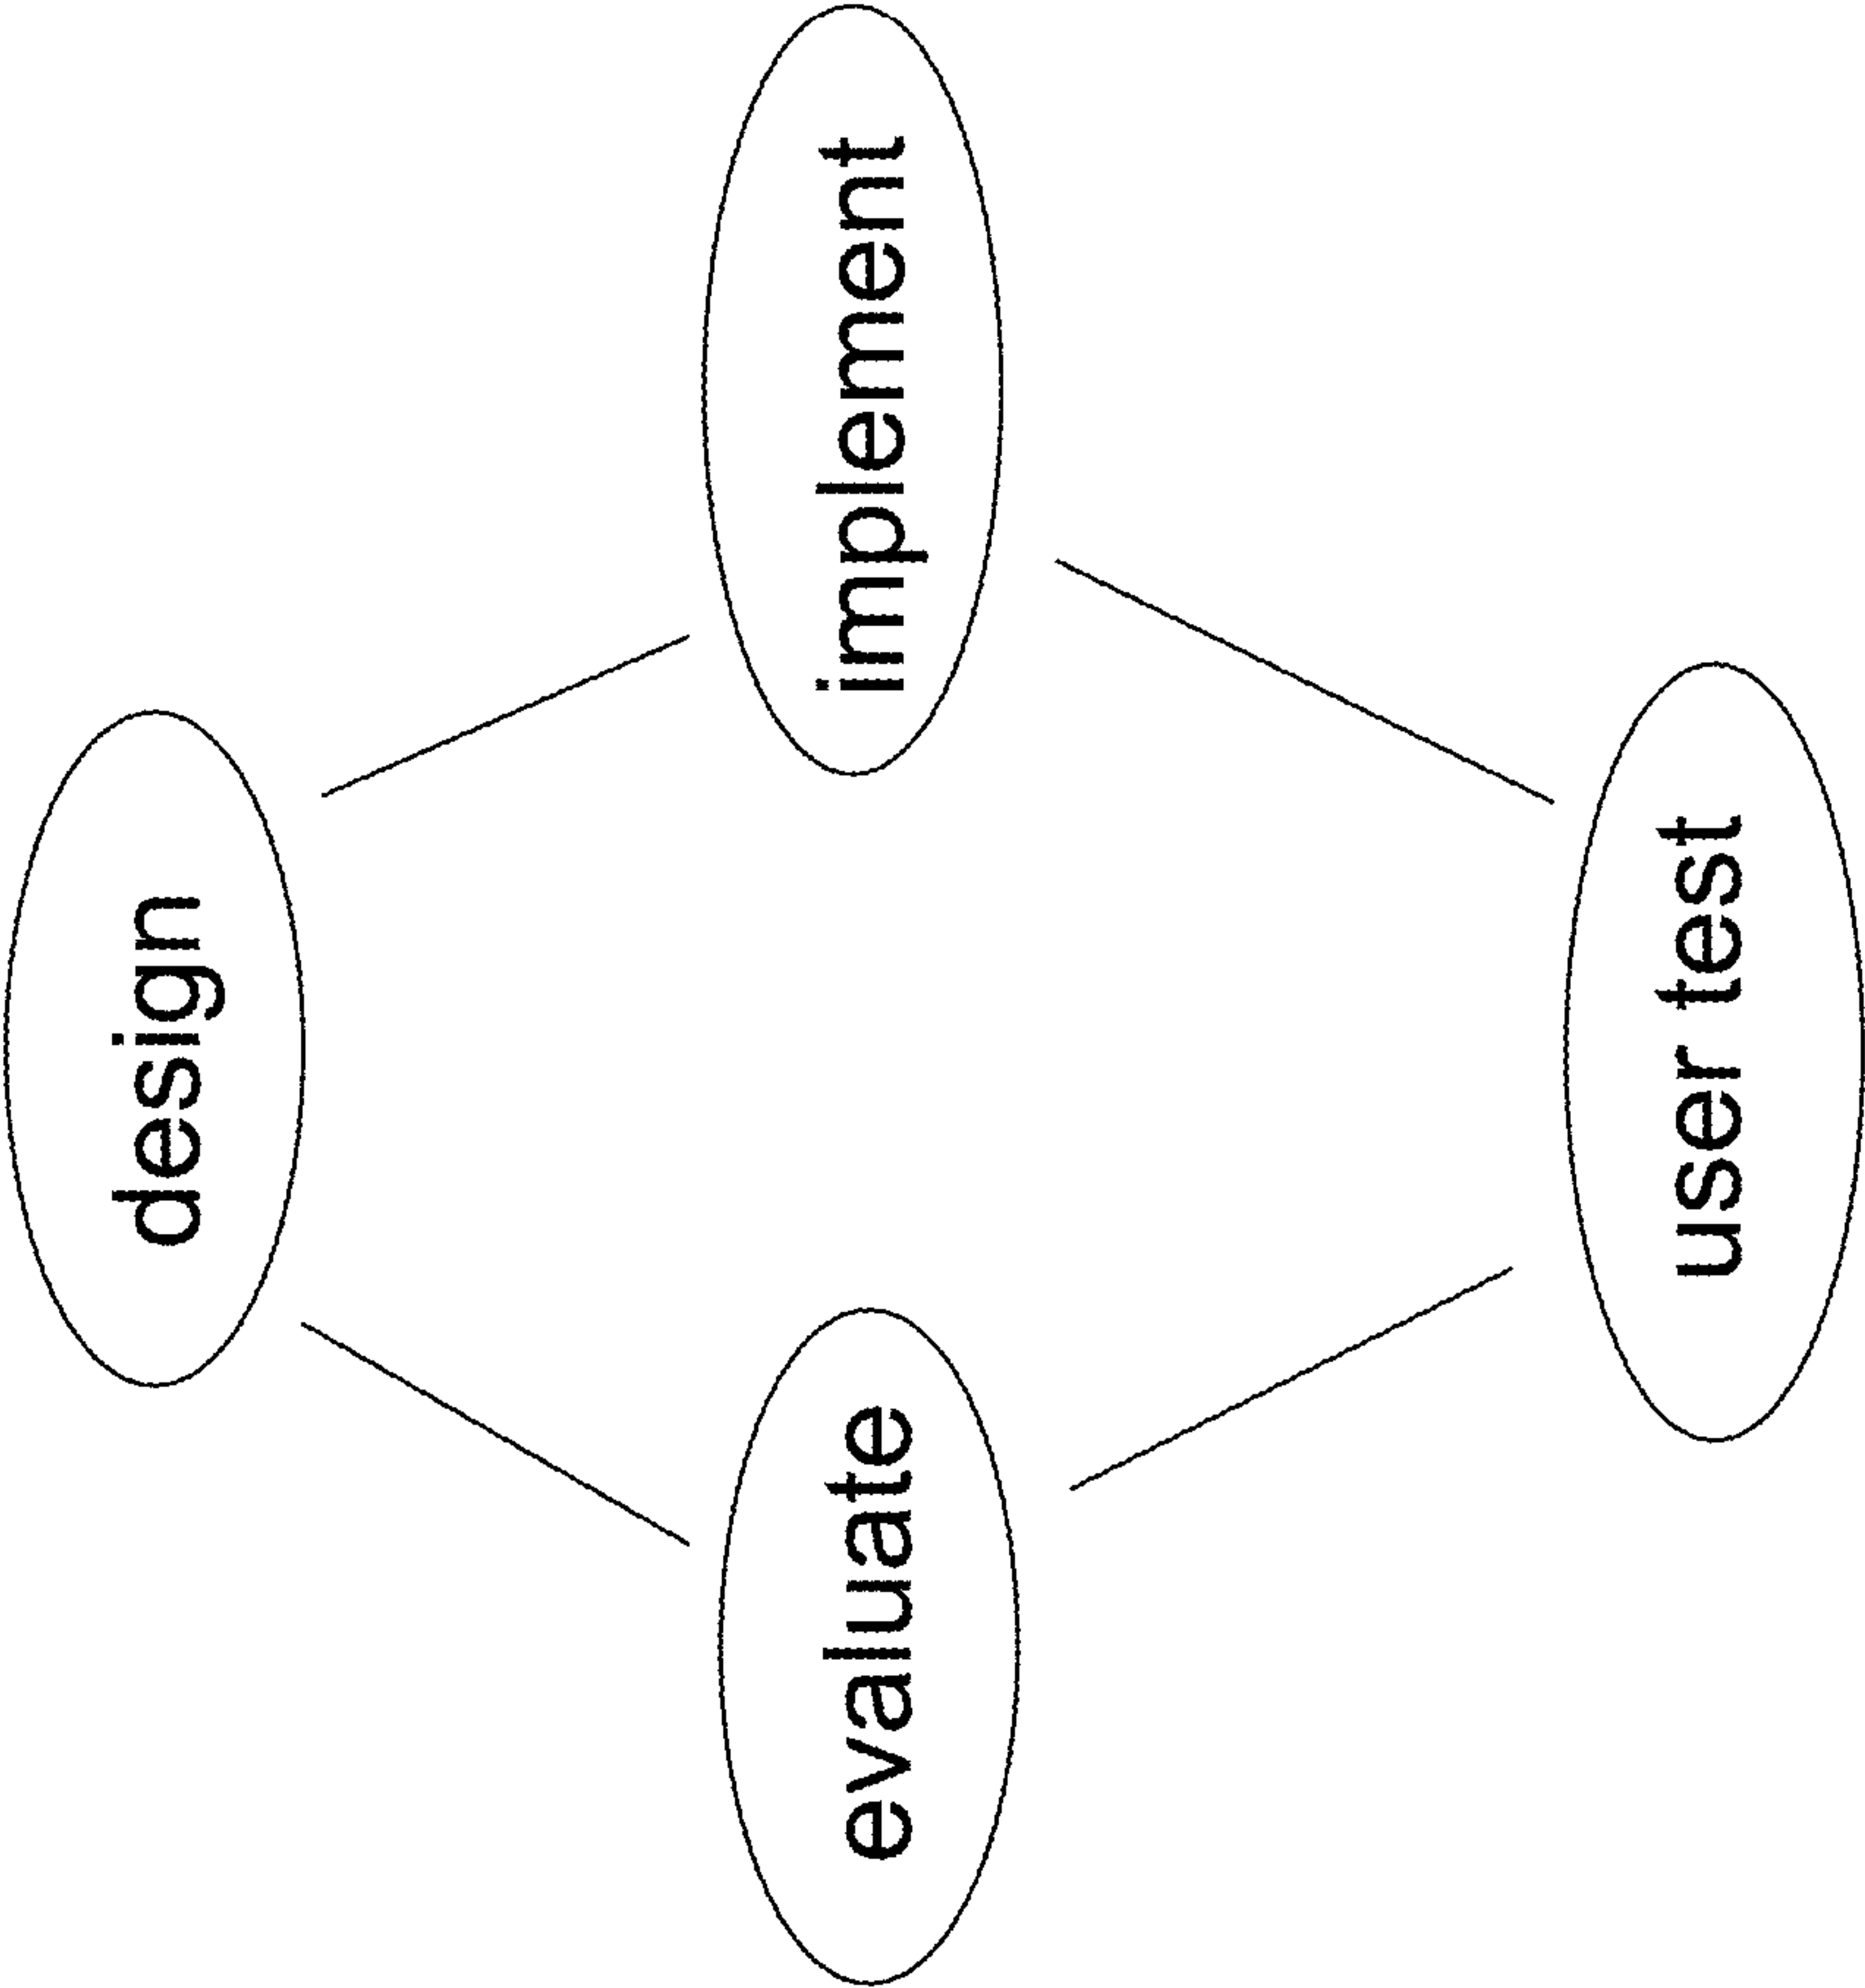 design
evaluate
implement
user test